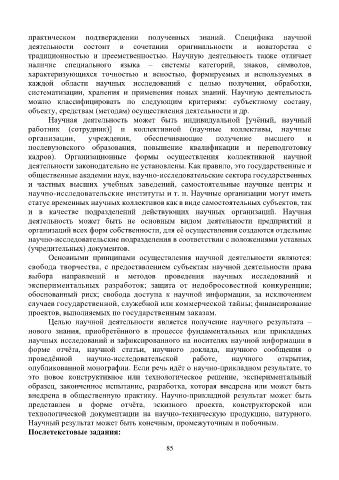 практическом подтверждении полученных знаний. Специфика научной
деятельности состоит в сочетании оригинальности и новаторства с
традиционностью и преемственностью. Научную деятельность также отличает
наличие специального языка – системы категорий, знаков, символов,
характеризующихся точностью и ясностью, формируемых и используемых в
каждой области научных исследований с целью получения, обработки,
систематизации, хранения и применения новых знаний. Научную деятельность
можно классифицировать по следующим критериям: субъектному составу,
объекту, средствам (методам) осуществления деятельности и др.
Научная деятельность может быть индивидуальной [учёный, научный
работник (сотрудник)] и коллективной (научные коллективы, научные
организации, учреждения, обеспечивающие получение высшего и
послевузовского образования, повышение квалификации и переподготовку
кадров). Организационные формы осуществления коллективной научной
деятельности законодательно не установлены. Как правило, это государственные и
общественные академии наук, научно-исследовательские сектора государственных
и частных высших учебных заведений, самостоятельные научные центры и
научно-исследовательские институты и т. п. Научные организации могут иметь
статус временных научных коллективов как в виде самостоятельных субъектов, так
и в качестве подразделений действующих научных организаций. Научная
деятельность может быть не основным видом деятельности предприятий и
организаций всех форм собственности, для её осуществления создаются отдельные
научно-исследовательские подразделения в соответствии с положениями уставных
(учредительных) документов.
Основными принципами осуществления научной деятельности являются:
свобода творчества, с предоставлением субъектам научной деятельности права
выбора направлений и методов проведения научных исследований и
экспериментальных разработок; защита от недобросовестной конкуренции;
обоснованный риск; свобода доступа к научной информации, за исключением
случаев государственной, служебной или коммерческой тайны; финансирование
проектов, выполняемых по государственным заказам.
Целью научной деятельности является получение научного результата –
нового знания, приобретённого в процессе фундаментальных или прикладных
научных исследований и зафиксированного на носителях научной информации в
форме отчёта, научной статьи, научного доклада, научного сообщения о
проведённой научно-исследовательской работе, научного открытия,
опубликованной монографии. Если речь идёт о научно-прикладном результате, то
это новое конструктивное или технологическое решение, экспериментальный
образец, законченное испытание, разработка, которая внедрена или может быть
внедрена в общественную практику. Научно-прикладной результат может быть
представлен в форме отчёта, эскизного проекта, конструкторской или
технологической документации на научно-техническую продукцию, натурного.
Научный результат может быть конечным, промежуточным и побочным.
Послетекстовые задания:
85